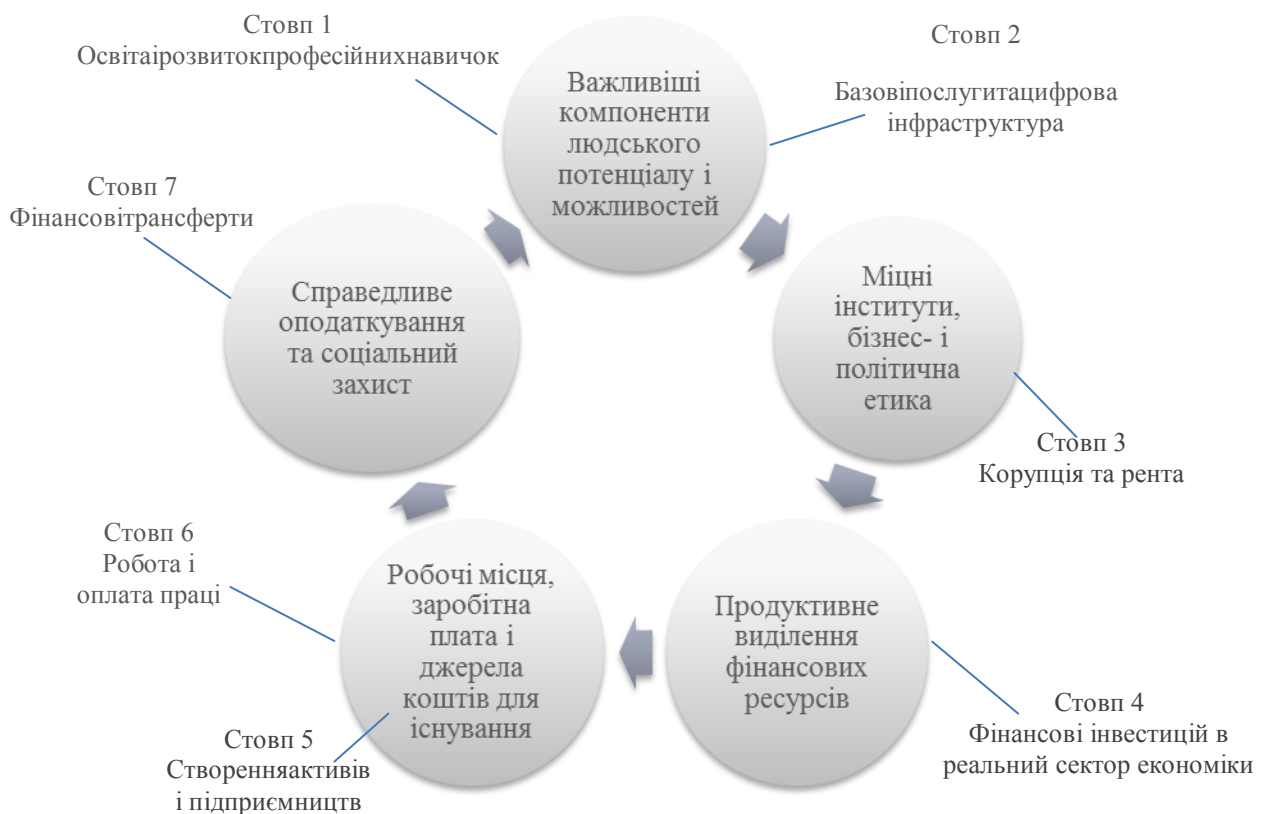 Стовп 1
Освітаірозвитокпрофесійнихнавичок
Стовп 2
Базовіпослугитацифрова
інфраструктура
Важливіші
компоненти
людського
потенціалу і
можливостей
Стовп 7
Фінансовітрансферти
Справедливе
оподаткування
та соціальний
захист
Міцні
інститути,
бізнес- і
політична
етика
Стовп 3
Корупція та рента
Стовп 6
Робота і
оплата праці
Робочі місця,
заробітна
плата і
джерела
коштів для
існування
Продуктивне
виділення
фінансових
ресурсів
Стовп 4
Фінансові інвестицій в
реальний сектор економіки
Стовп 5
Створенняактивів
і підприємництв